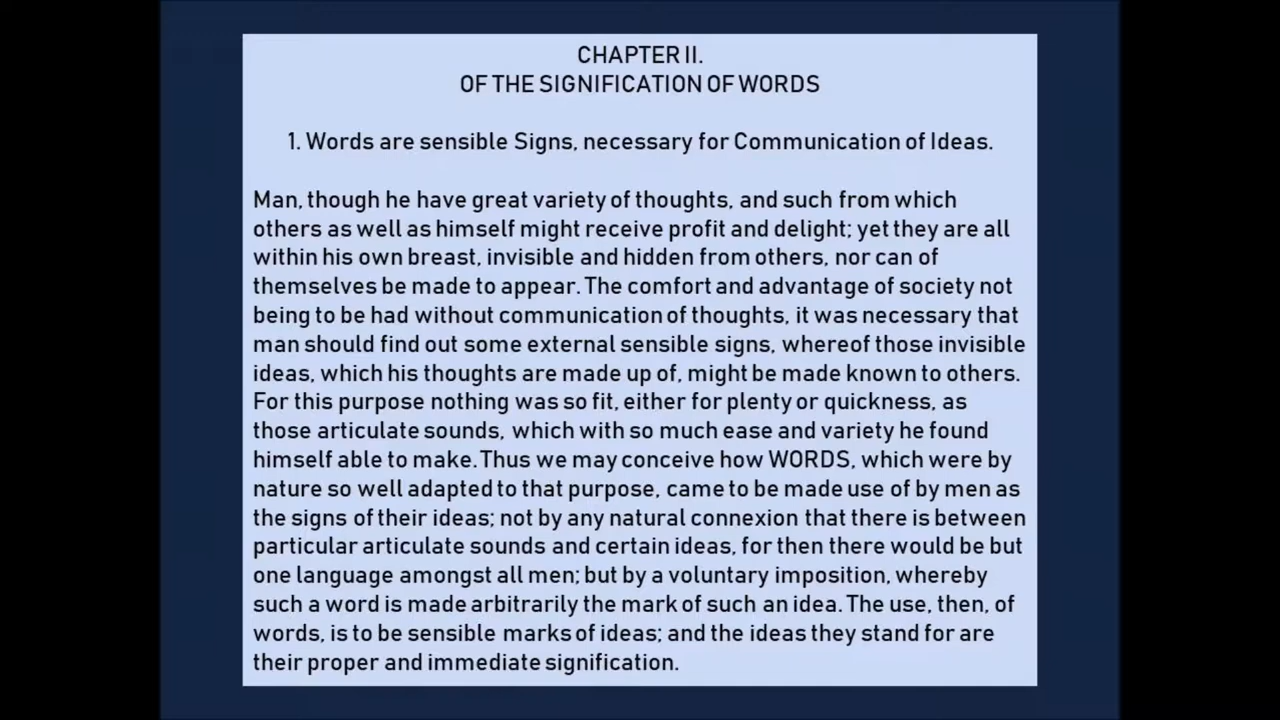 CHAPTER II.
OF THE SIGNIFICATION OF WORDS
1. Words are sensible Signs, necessary for Communication of Ideas.
Man, though he have great variety of thoughts, and such from which
others as well as himself might receive profit and delight; yet they are all
within his own breast, invisible and hidden from others, nor can of
themselves be made to appear. The comfort and advantage of society not
being to be had without communication of thoughts, it was necessary that
man should find out some external sensible signs, whereof those invisible
ideas, which his thoughts are made up of, might be made known to others.
For this purpose nothing was so fit, either for plenty or quickness, as
those articulate sounds, which with so much ease and variety he found
himself able to make. Thus we may conceive how WORDS, which were by
nature so well adapted to that purpose, came to be made use of by men as
the signs of their ideas; not by any natural connexion that there is between
particular articulate sounds and certain ideas, for then there would be but
one language amongst all men; but by a voluntary imposition, whereby
such a word is made arbitrarily the mark of such an idea. The use, then, of
words, is to be sensible marks of ideas; and the ideas they stand for are
their proper and immediate signification.